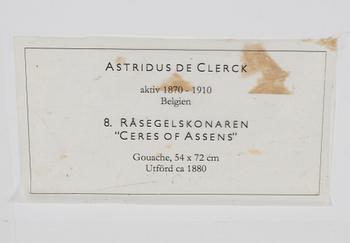 ASTRIDUS DE CLERCK
aktiv 1870 - 1910
Belgien
8. RÅSEGELSKONAREN
"CERES OF ASSENS"
Gouache, 54 x 72 cm
Utförd ca 1880